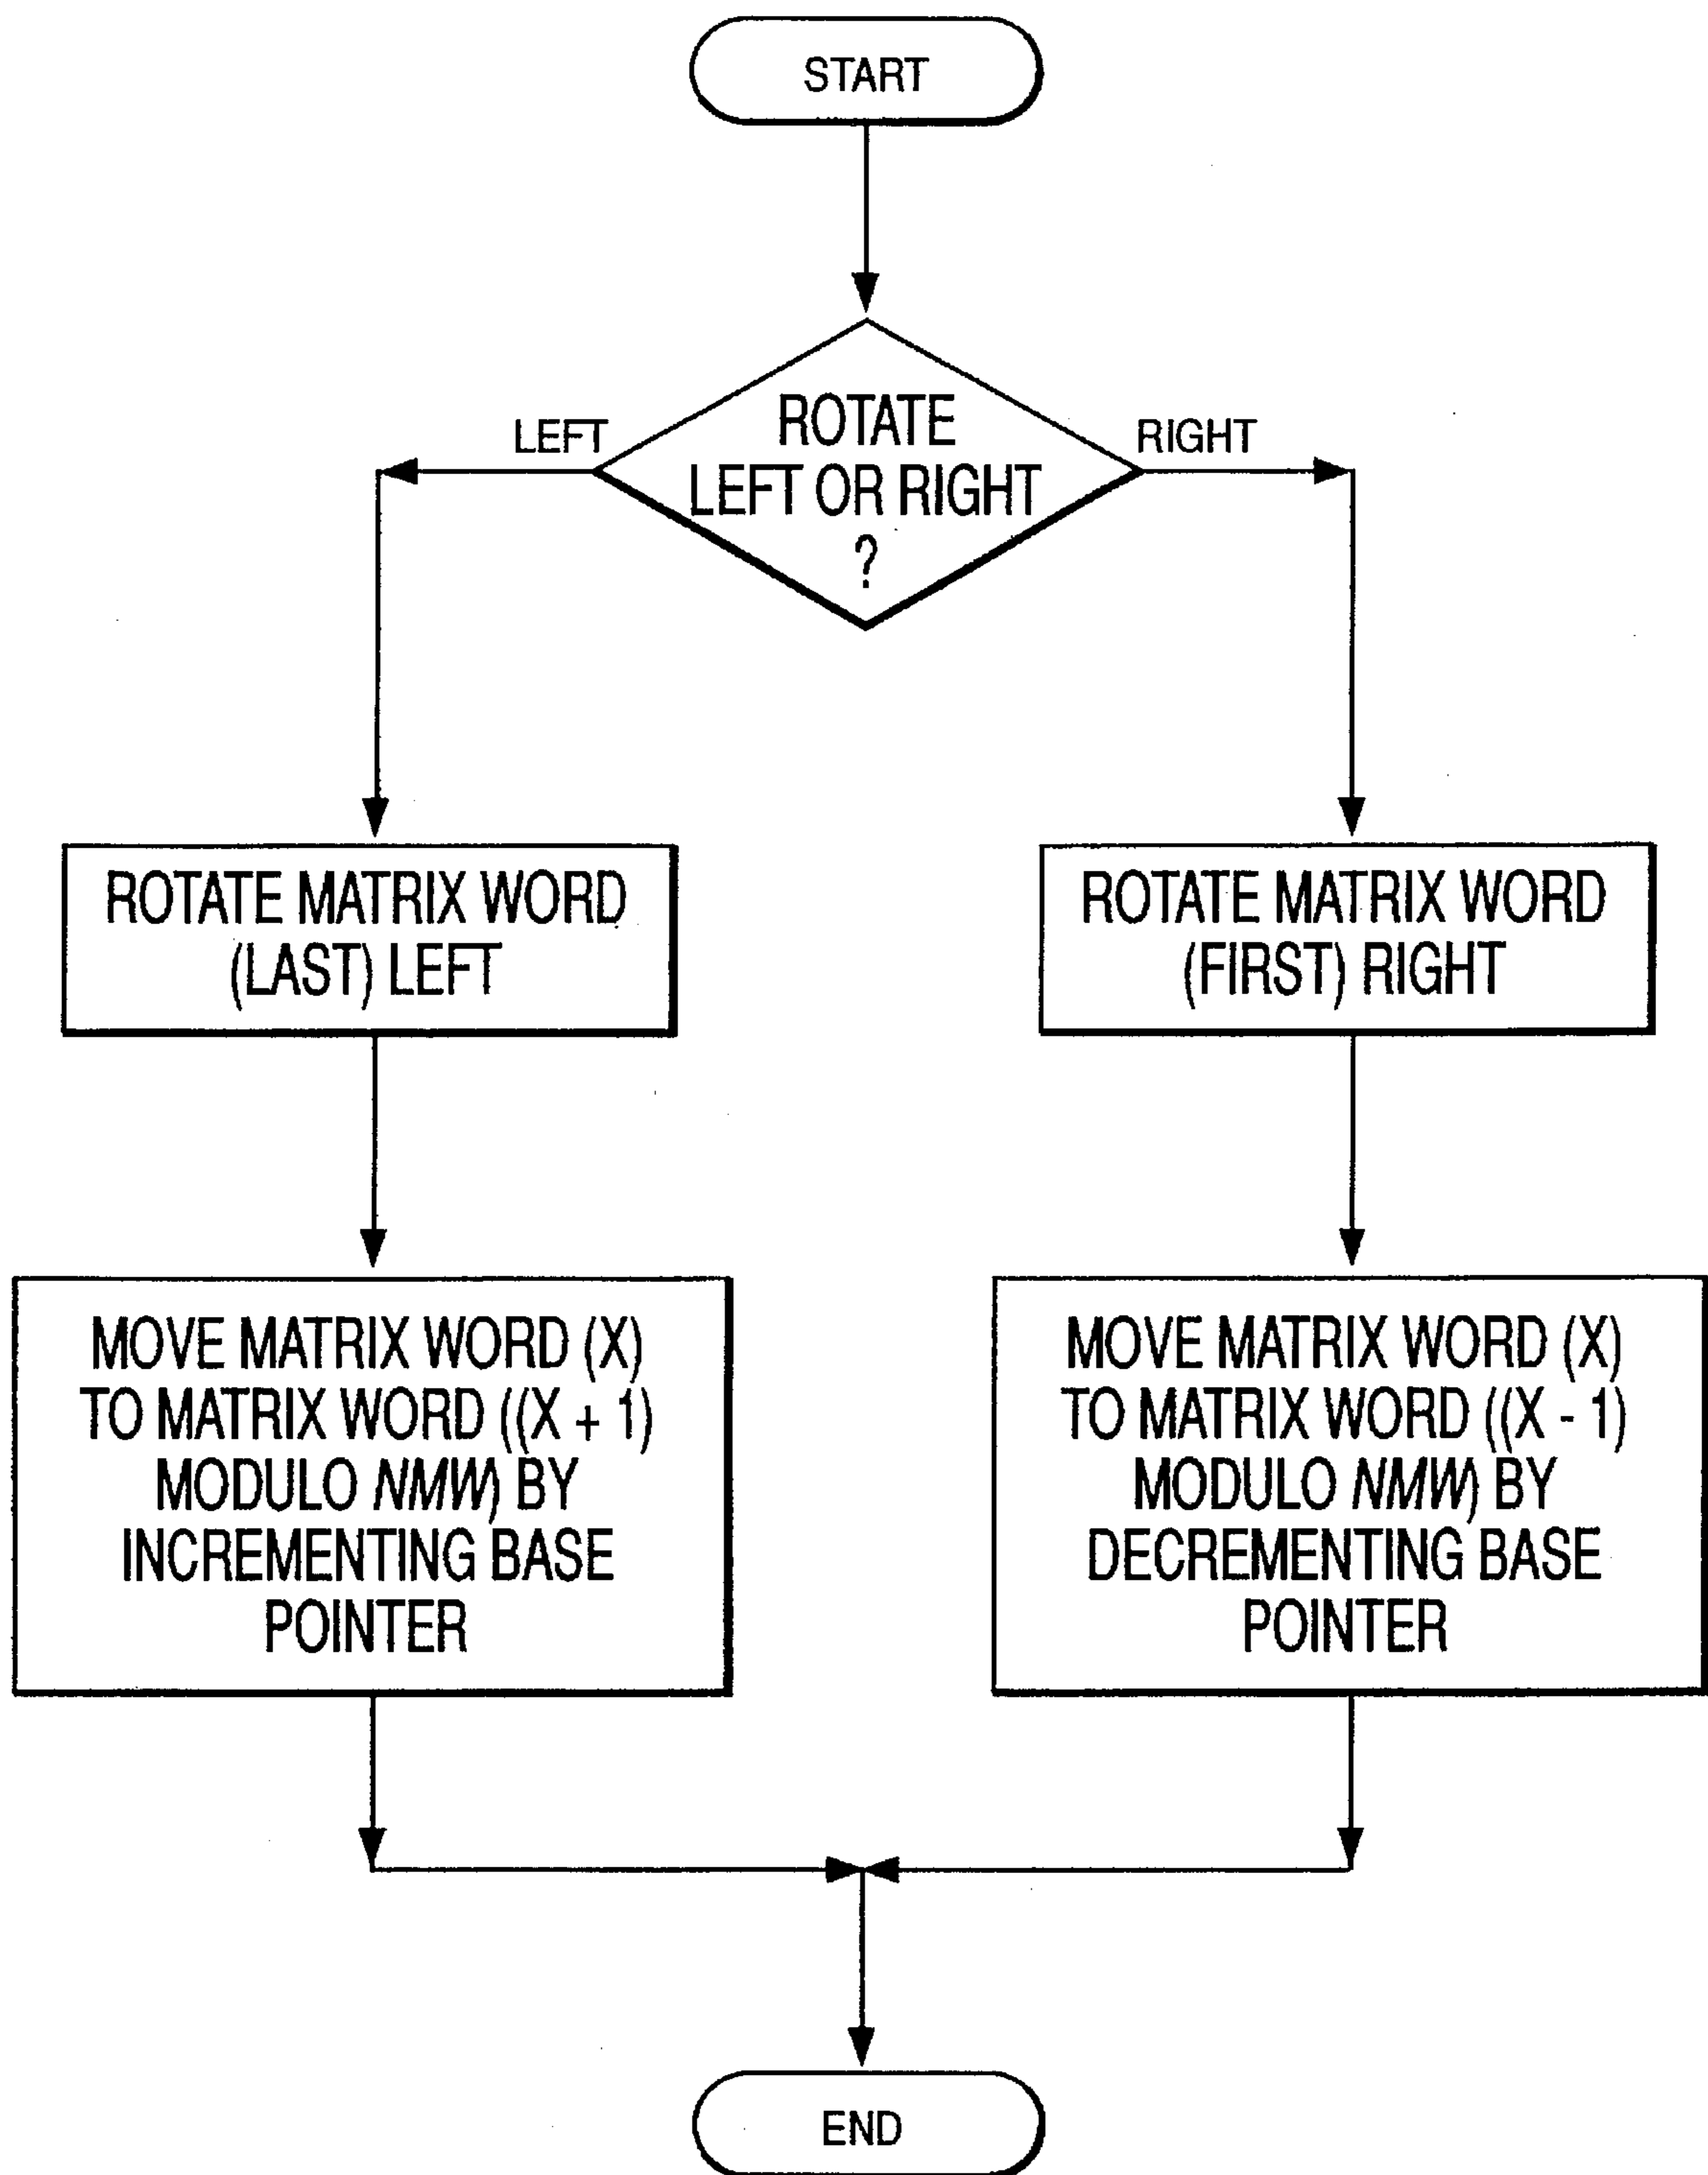 START
ROTATE
LEFT OR RIGHT
?
LEFT
RIGHT
ROTATE MATRIX WORD
(LAST) LEFT
ROTATE MATRIX WORD
(FIRST) RIGHT
MOVE MATRIX WORD (X)
TO MATRIX WORD ((X + 1)
MODULO NMW) BY
INCREMENTING BASE
POINTER
MOVE MATRIX WORD (X)
TO MATRIX WORD ((X - 1)
MODULO NMW) BY
DECREMENTING BASE
POINTER
END